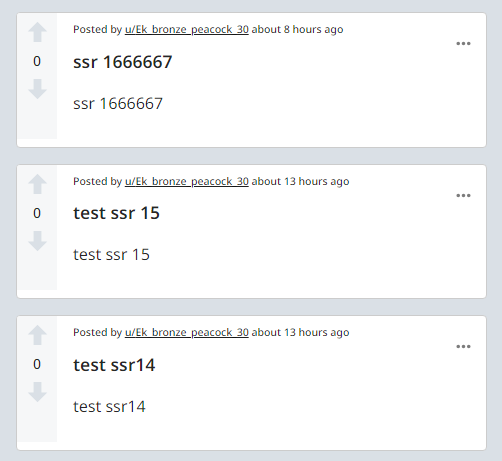 Posted by u/Ek_bronze_peacock_30 about 8 hours ago
0
ssr 1666667
ssr 1666667
Posted by u/Ek_bronze_peacock_30 about 13 hours ago
0
test ssr 15
test ssr 15
Posted by u/Ek_bronze_peacock_30 about 13 hours ago
0
test ssr14
test ssr14